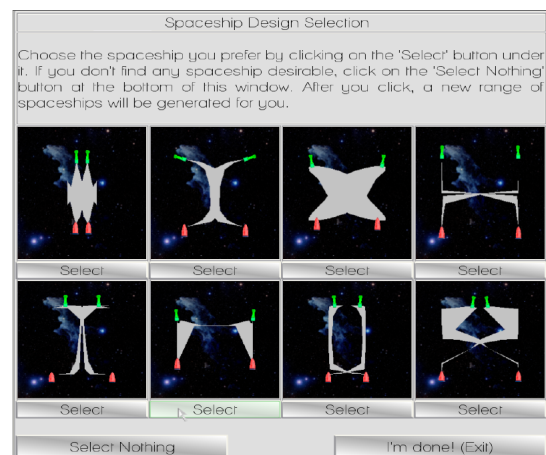 Spaceship Design Selection
Choose the spaceship you prefer by clicking on the 'Select' button under
it. If you don't find any spaceship desirable, click on the 'Select Nothing'
button at the bottom of this window. After you click, a new range of
spaceships will be generated for you.
Select Select Select Select
Select Select Select Select
Select Nothing I'm done! (Exit)